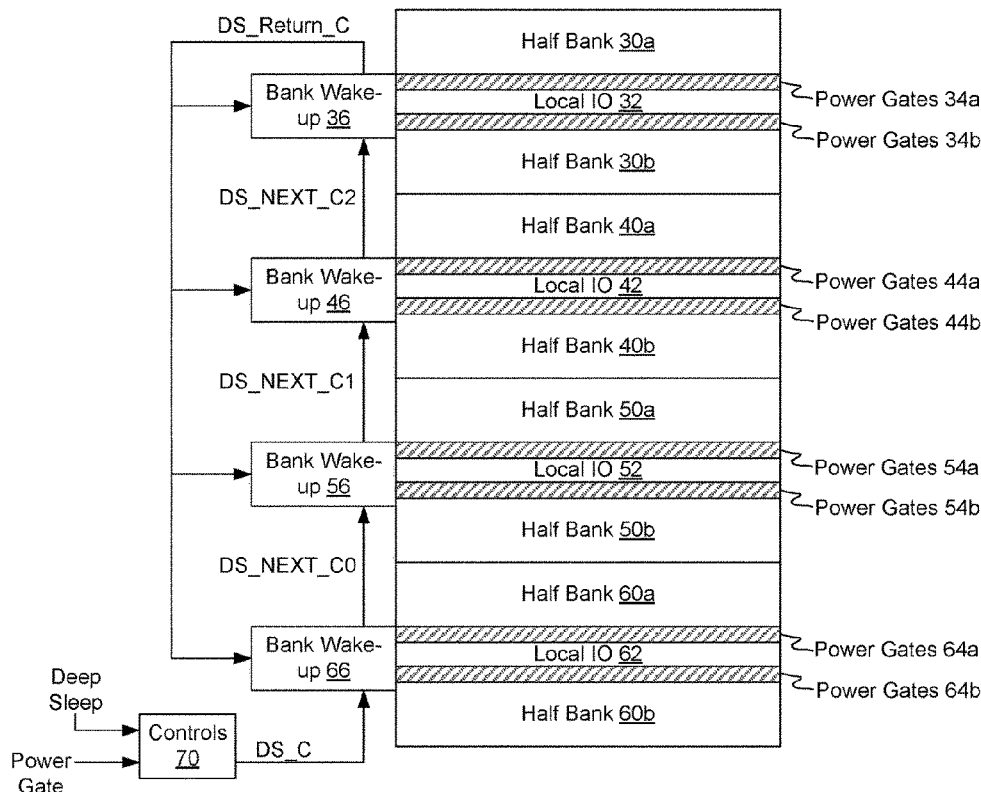 DS_Return_C
Half Bank 30a
Bank Wake-
up 36
Local IO 32
Power Gates 34a
Power Gates 34b
Half Bank 30b
DS_NEXT_C2
Half Bank 40a
Bank Wake-
up 46
Local IO 42
Power Gates 44a
Power Gates 44b
Half Bank 40b
DS_NEXT_C1
Half Bank 50a
Bank Wake-
up 56
Local IO 52
Power Gates 54a
Power Gates 54b
Half Bank 50b
DS_NEXT_C0
Half Bank 60a
Bank Wake-
up 66
Local IO 62
Power Gates 64a
Power Gates 64b
Half Bank 60b
Deep
Sleep
Controls
70
DS_C
Power
Gate